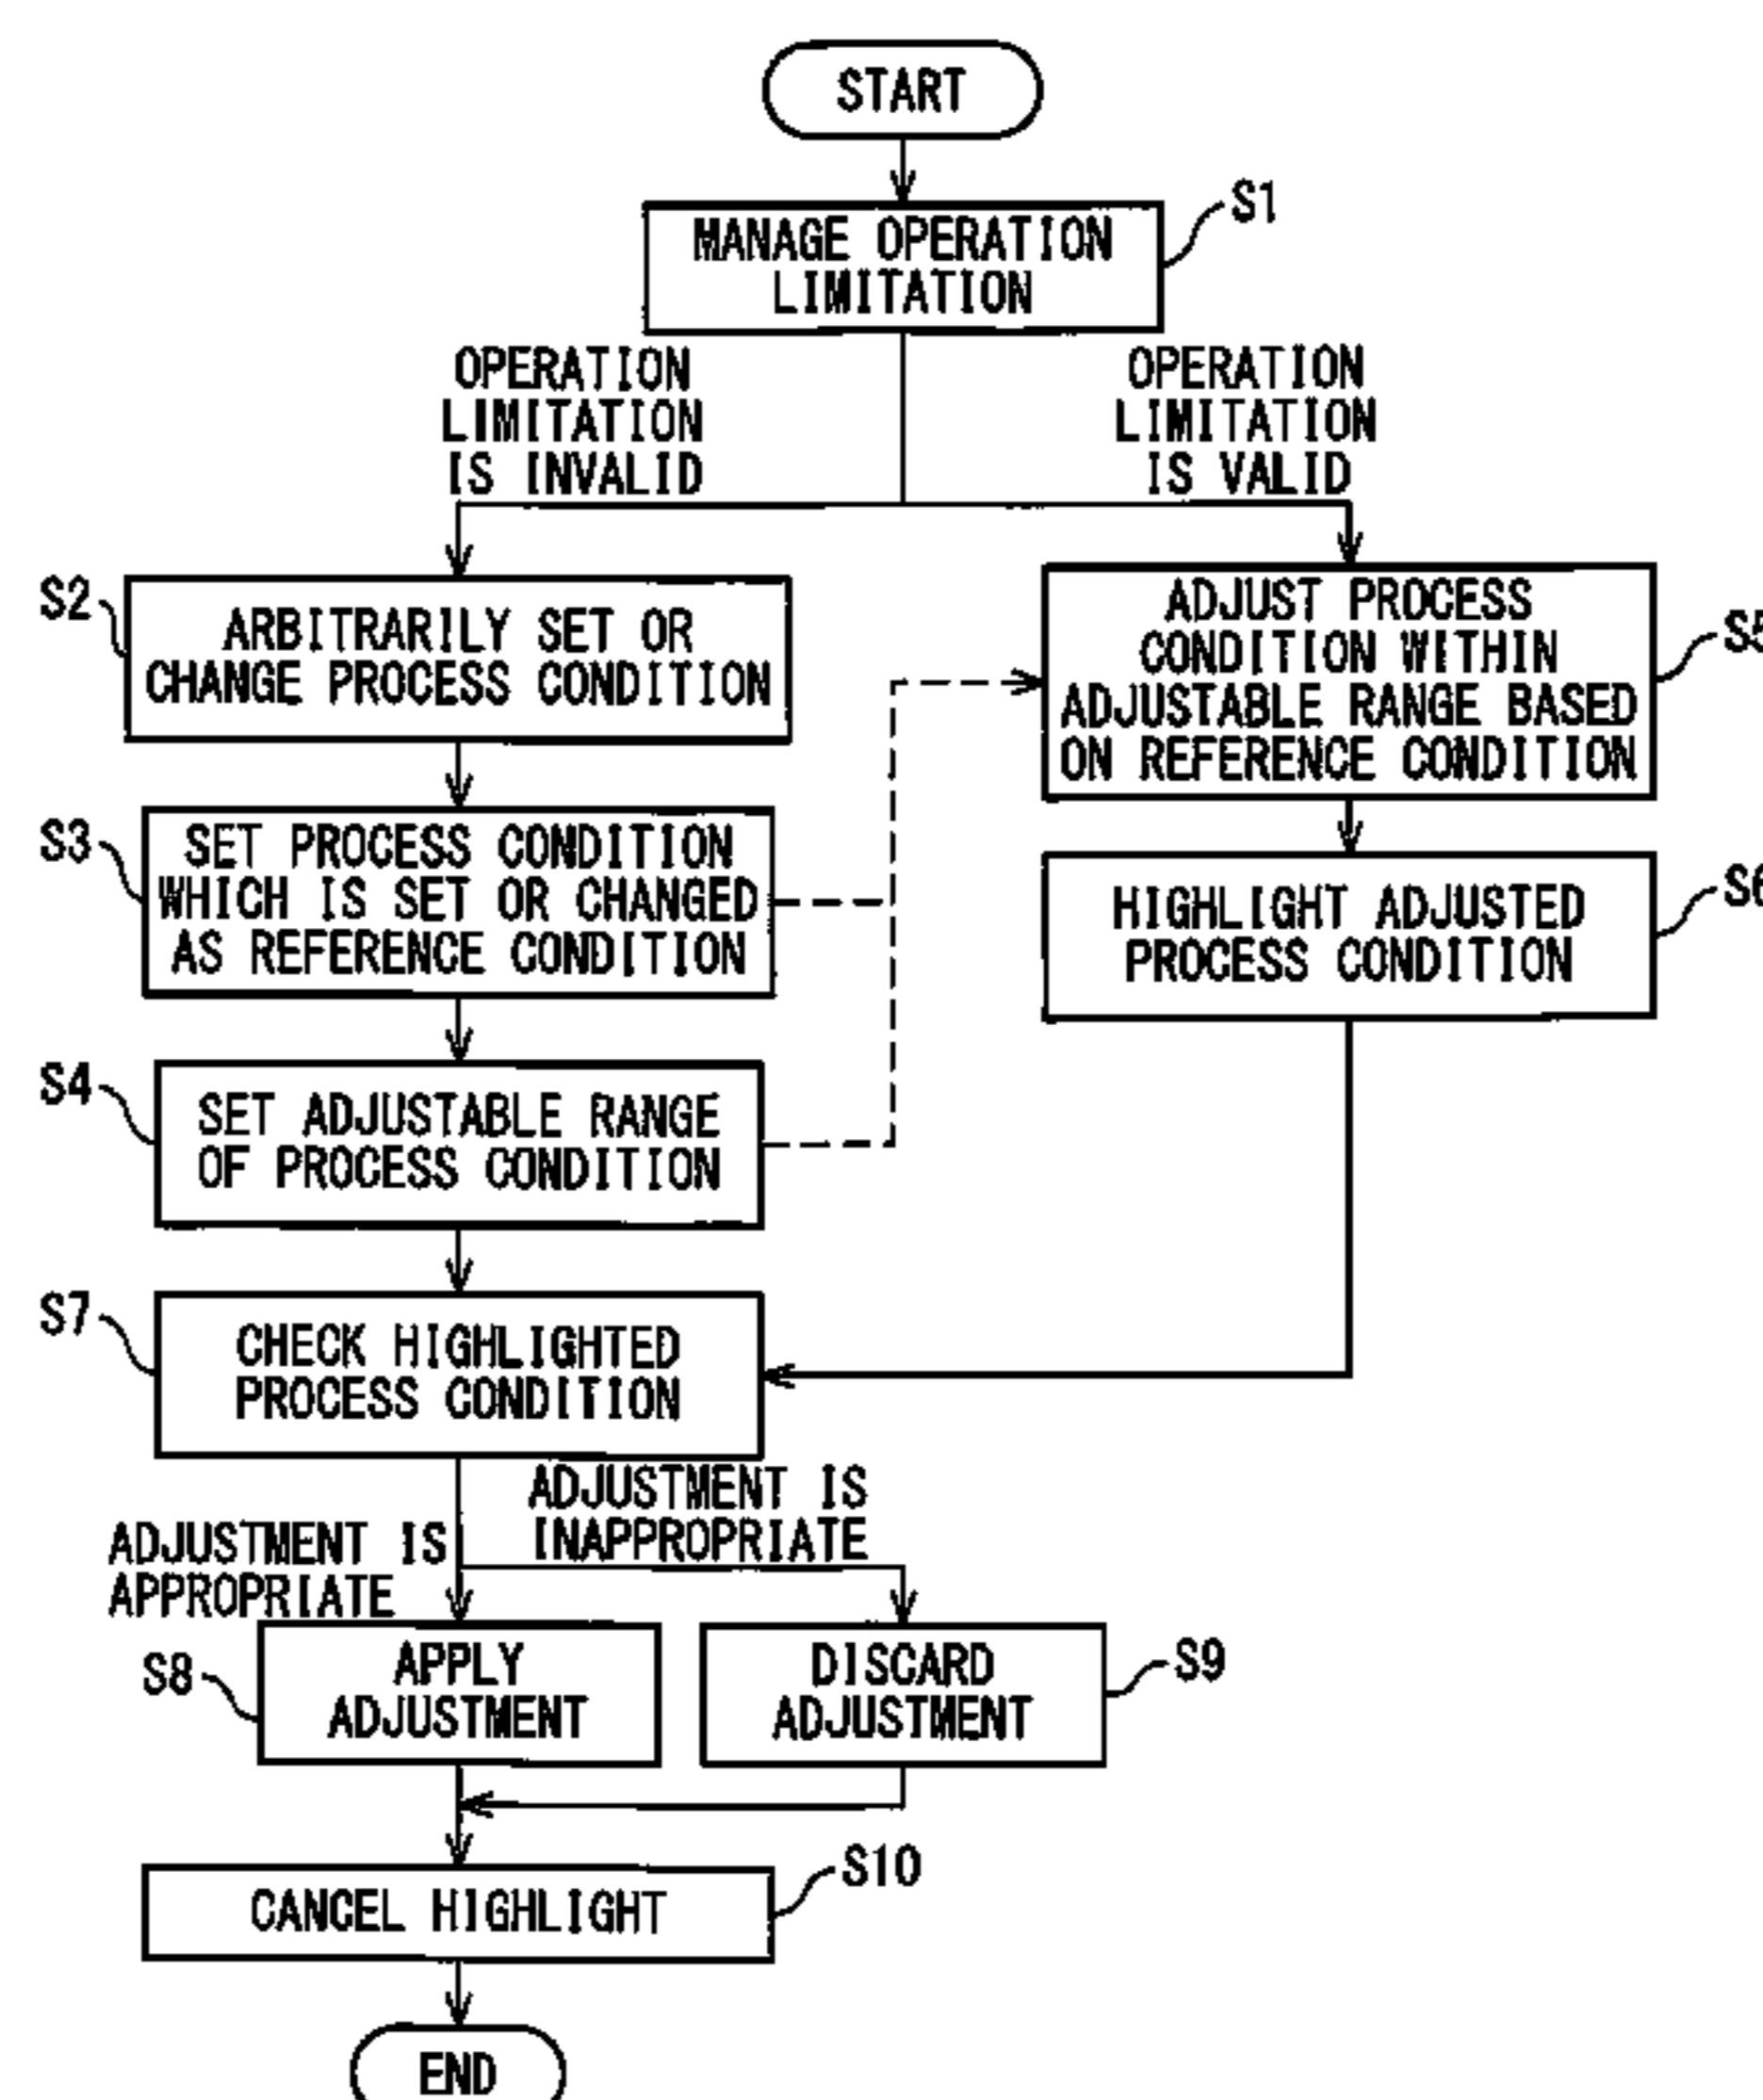 START
S1
MANAGE OPERATION
LIMITATION
OPERATION
LIMITATION
IS INVALID
OPERATION
LIMITATION
IS VALID
S2
ARBITRARILY SET OR
CHANGE PROCESS CONDITION
ADJUST PROCESS
CONDITION WITHIN
ADJUSTABLE RANGE BASED
ON REFERENCE CONDITION
S5
S3
SET PROCESS CONDITION
WHICH IS SET OR CHANGED
AS REFERENCE CONDITION
HIGHLIGHT ADJUSTED
PROCESS CONDITION
S6
S4
SET ADJUSTABLE RANGE
OF PROCESS CONDITION
S7
CHECK HIGHLIGHTED
PROCESS CONDITION
ADJUSTMENT IS
APPROPRIATE
ADJUSTMENT IS
INAPPROPRIATE
S8
APPLY
ADJUSTMENT
DISCARD
ADJUSTMENT
S9
CANCEL HIGHLIGHT
S10
END